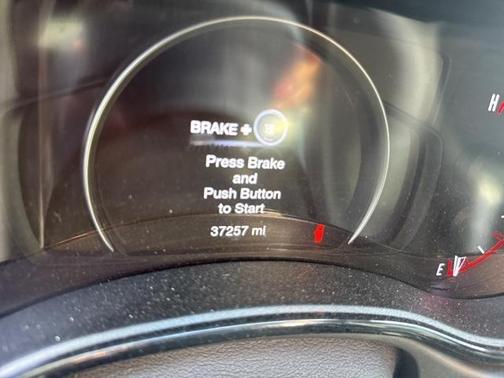 BRAKE +
Press Brake
and
Push Button
to Start
37257 mi
H
E